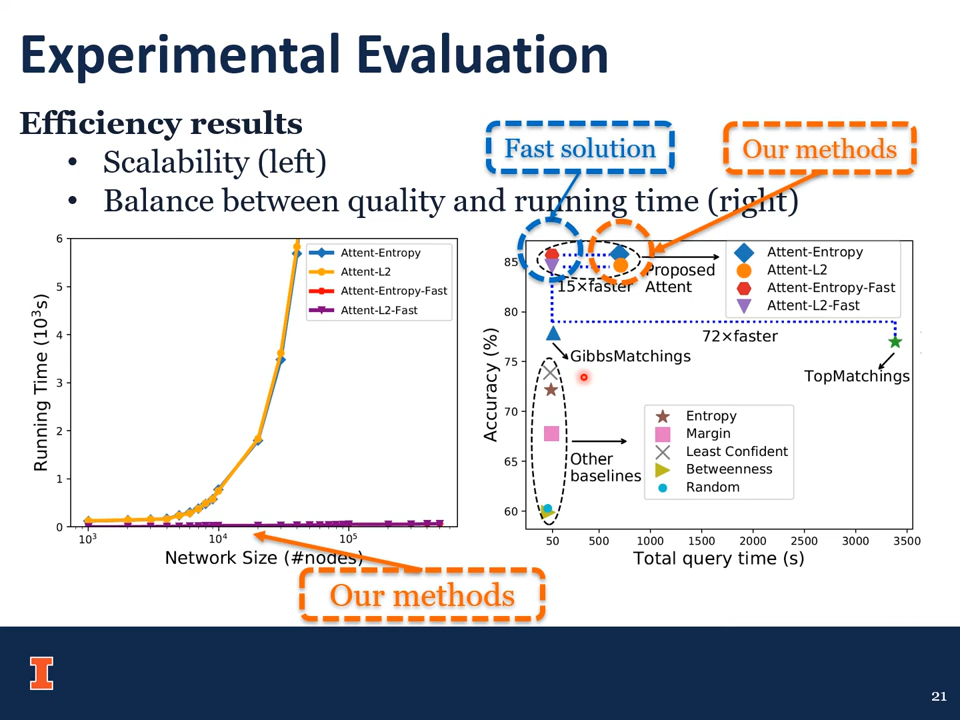 Experimental Evaluation
Efficiency results
• Scalability (left)
• Balance between quality and running time (right)
Fast solution
Our methods
6
5
4
3
2
1
0
Running Time (10³s)
10³
10⁴
10⁵
Network Size (#nodes)
Attent-Entropy
Attent-L2
Attent-Entropy-Fast
Attent-L2-Fast
Our methods
85
80
75
70
65
60
Accuracy (%)
50 500 1000 1500 2000 2500 3000 3500
Total query time (s)
Attent-Entropy
Attent-L2
Attent-Entropy-Fast
Attent-L2-Fast
Proposed
Attent
15×faster
72×faster
GibbsMatchings
TopMatchings
Other
baselines
Entropy
Margin
Least Confident
Betweenness
Random
I
21